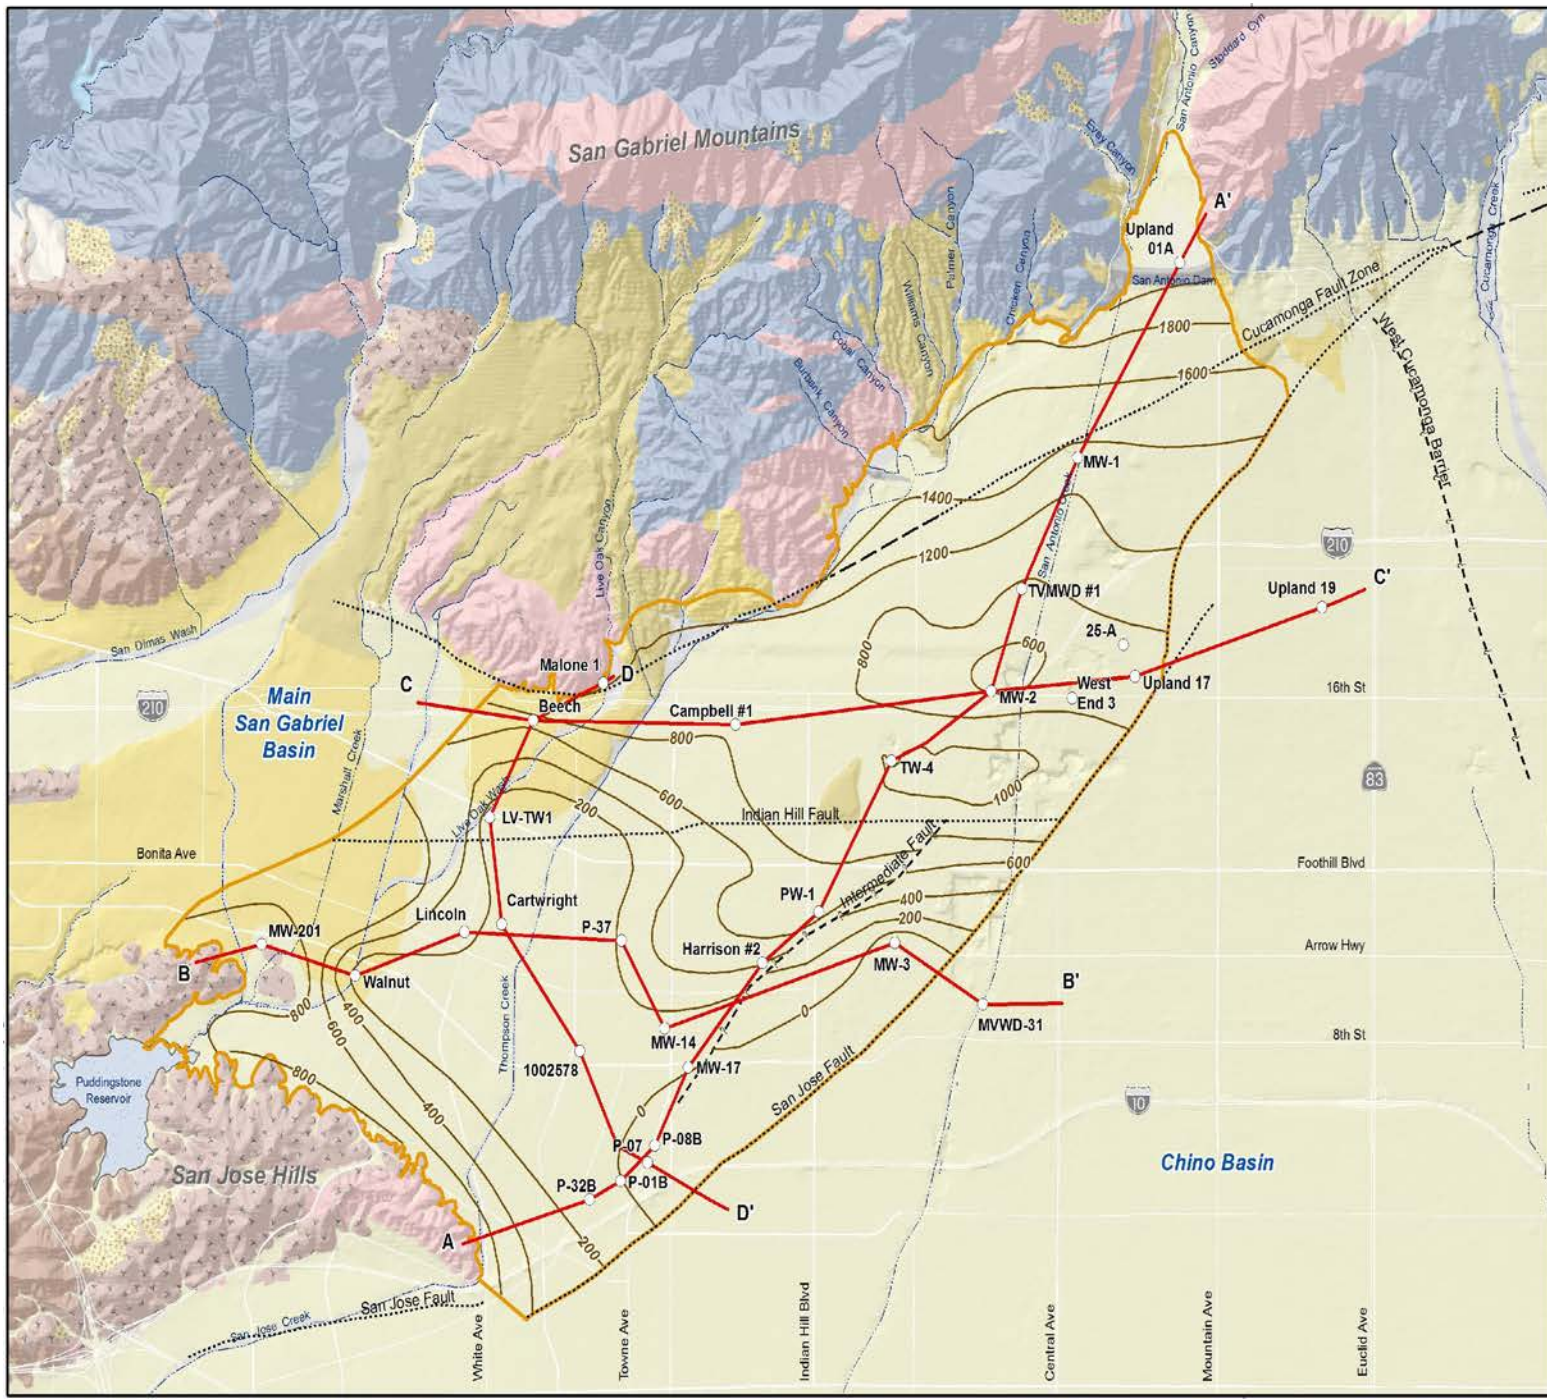 San Antonio Canyon
Stoddard Cyn
San Gabriel Mountains
Evey Canyon
Cucamonga Creek
Palmer Canyon
A'
Upland
01A
Chicken Canyon
San Antonio Dam
Cucamonga Creek
Williams Canyon
Cucamonga Fault Zone
1800
Cobal Canyon
West Cucamonga Barrier
Burbank Canyon
1600
MW-1
1400
Live Oak Canyon
San Antonio Creek
210
1200
TVMWD #1
Upland 19
C'
San Dimas Wash
25-A
600
800
Malone 1
D
C
Main
San Gabriel
Basin
210
Beech
Campbell #1
MW-2
West
End 3
Upland 17
16th St
800
Marshall Creek
TW-4
83
1000
Live Oak Wash
200
600
LV-TW1
Indian Hill Fault
Bonita Ave
Intermediate Fault
600
Foothill Blvd
PW-1
400
200
Cartwright
Lincoln
P-37
MW-201
Harrison #2
Arrow Hwy
B
MW-3
Walnut
B'
800
400
600
Thompson Creek
0
MVWD-31
MW-14
8th St
1002578
MW-17
800
Puddingstone
Reservoir
400
0
San Jose Fault
10
P-07
P-08B
San Jose Hills
Chino Basin
P-32B
P-01B
D'
A
200
San Jose Fault
San Jose Creek
White Ave
Towne Ave
Indian Hill Blvd
Central Ave
Mountain Ave
Euclid Ave